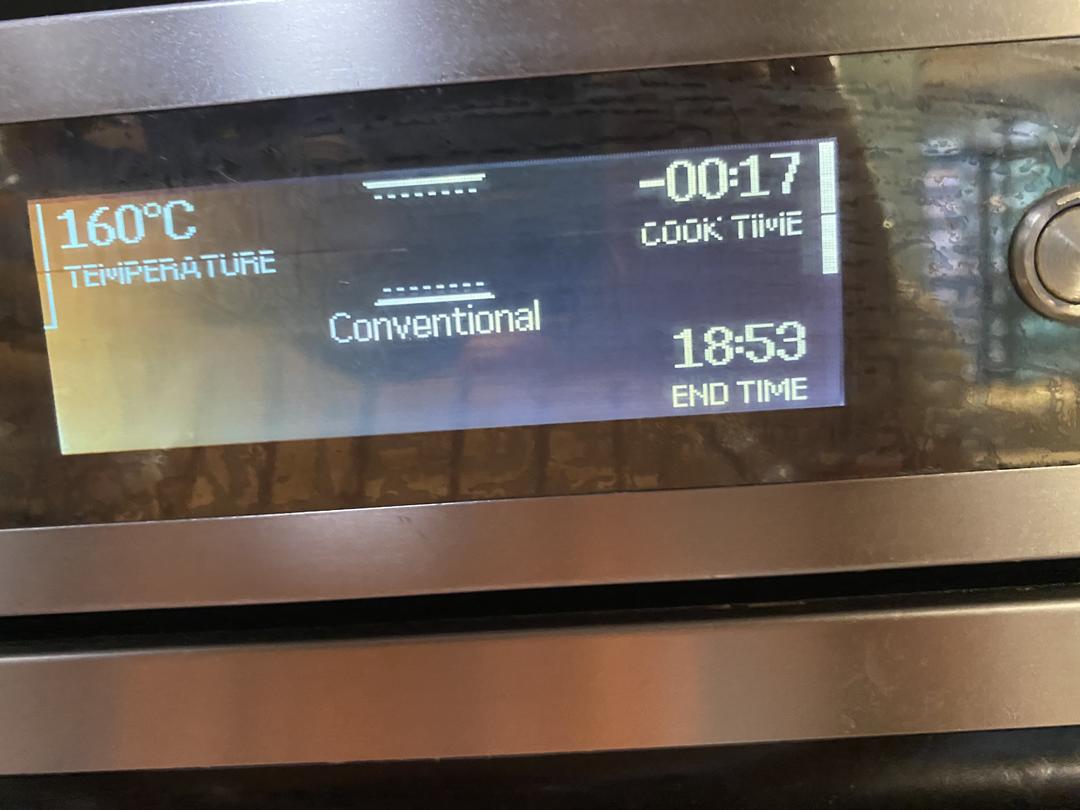 160°C
TEMPERATURE
-00:17
COOK TIME
Conventional
18:53
END TIME